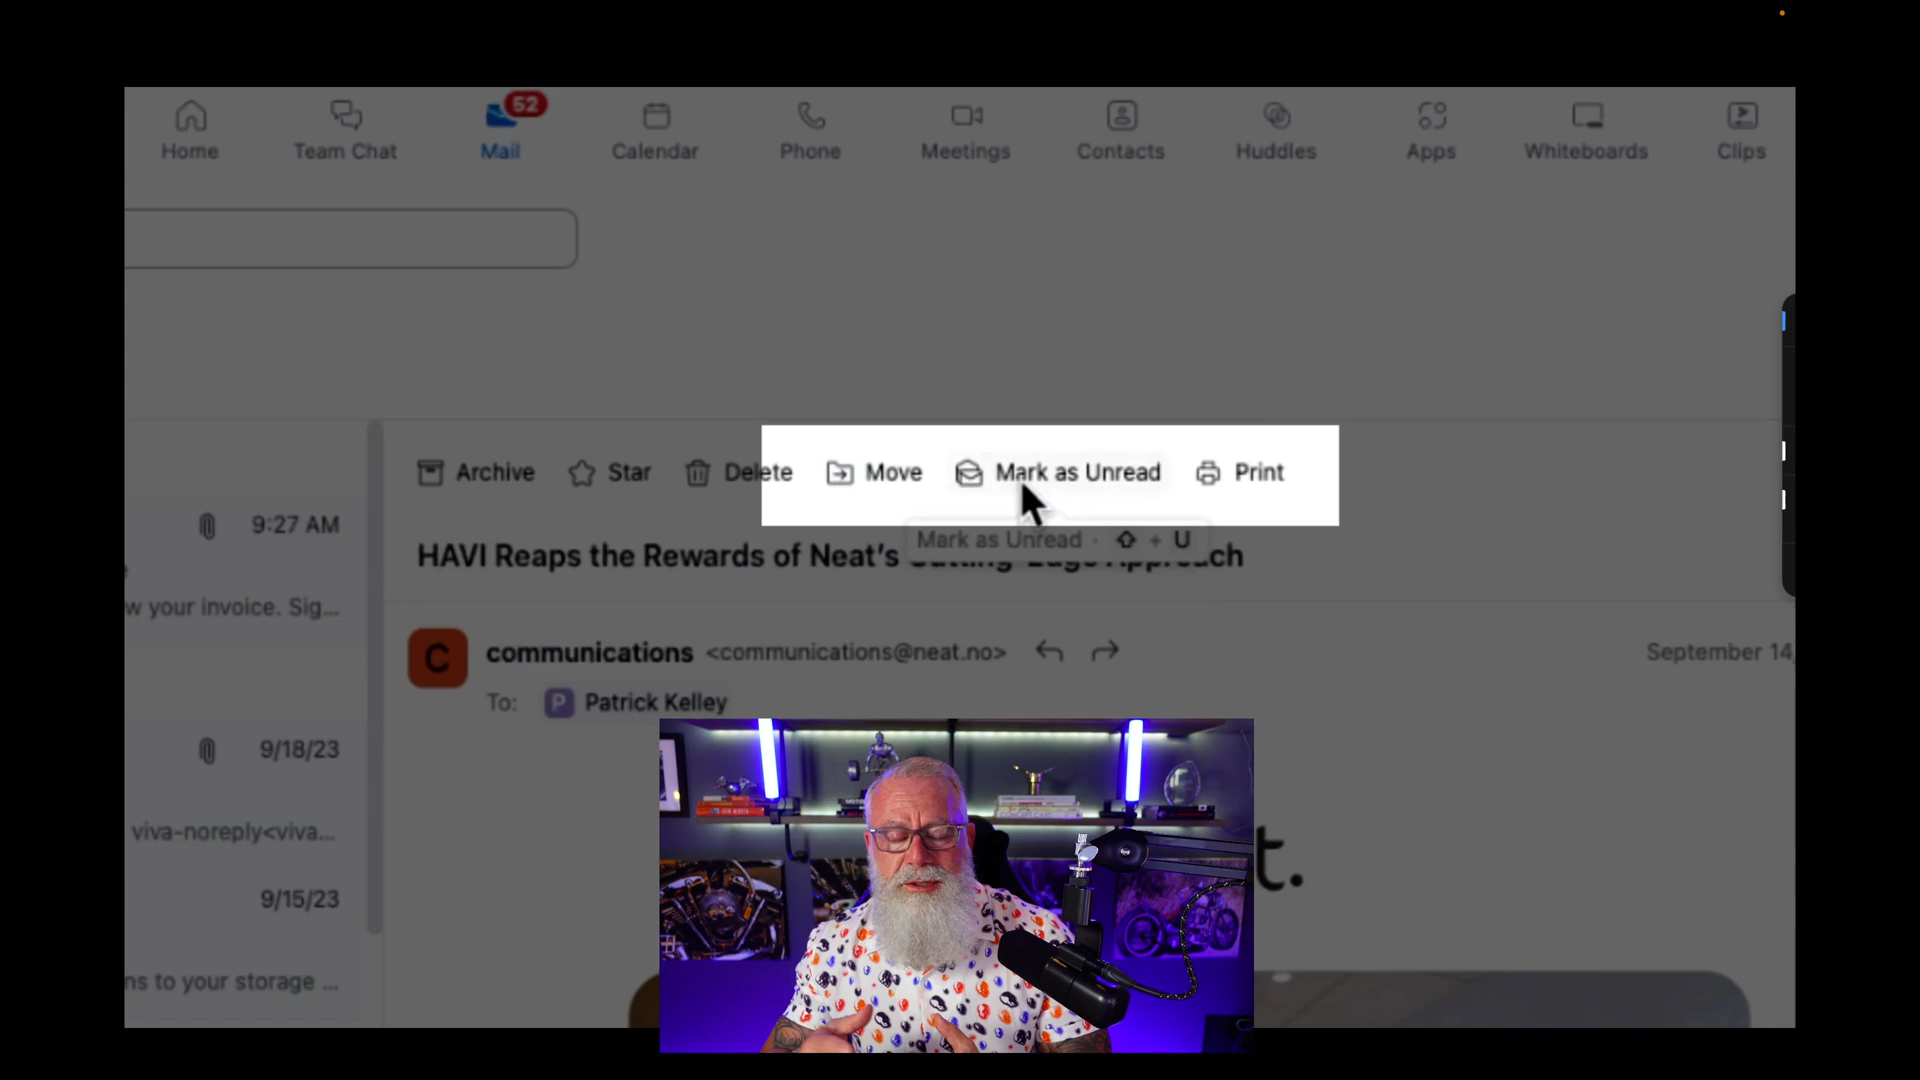 52
Home Team Chat Mail Calendar Phone Meetings Contacts Huddles Apps Whiteboards Clips
Archive Star Delete Move Mark as Unread Print
9:27 AM
Mark as Unread · ⇧ + U
HAVI Reaps the Rewards of Neat's Cutting-Edge Approach
w your invoice. Sig...
C communications <communications@neat.no> September 14,
To: P Patrick Kelley
9/18/23
viva-noreply<viva...
t.
9/15/23
ns to your storage ...